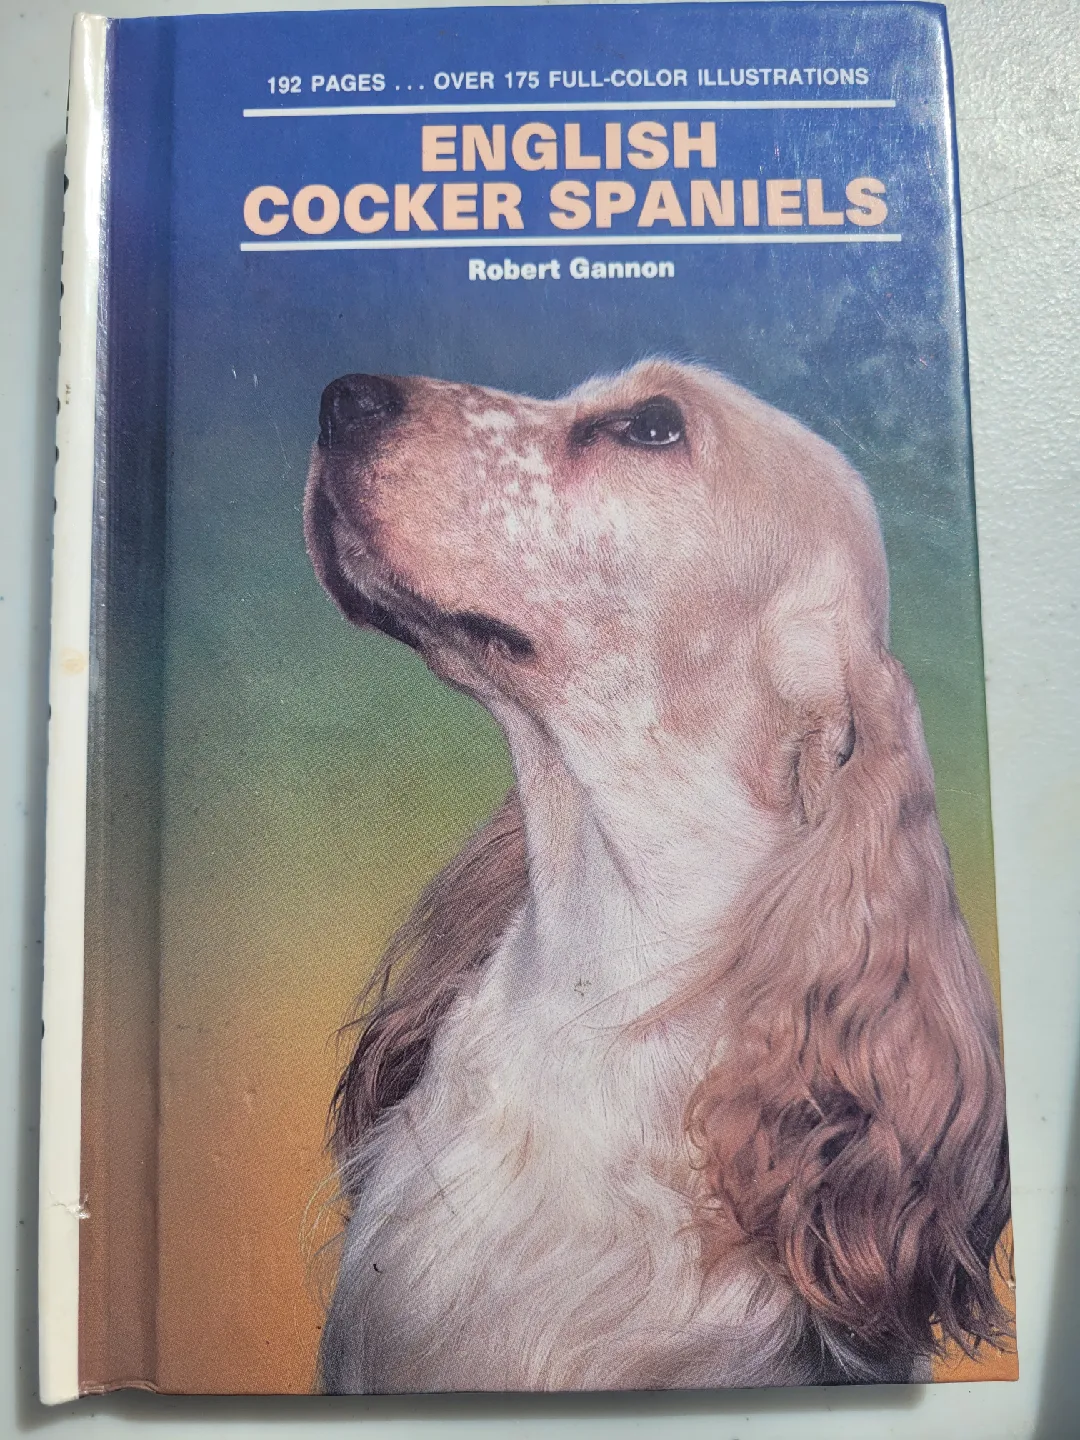 192 PAGES ... OVER 175 FULL-COLOR ILLUSTRATIONS
ENGLISH
COCKER SPANIELS
Robert Gannon